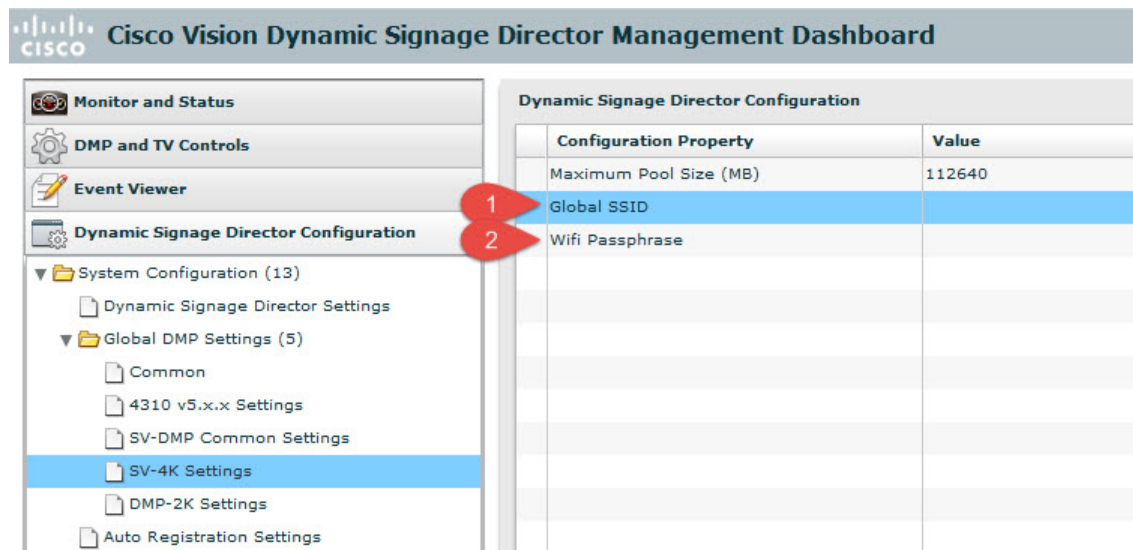 CISCO
Cisco Vision Dynamic Signage Director Management Dashboard
Monitor and Status
DMP and TV Controls
Event Viewer
Dynamic Signage Director Configuration
System Configuration (13)
Dynamic Signage Director Settings
Global DMP Settings (5)
Common
4310 v5.x.x Settings
SV-DMP Common Settings
SV-4K Settings
DMP-2K Settings
Auto Registration Settings
Dynamic Signage Director Configuration
Configuration Property Value
Maximum Pool Size (MB) 112640
1 Global SSID
2 Wifi Passphrase